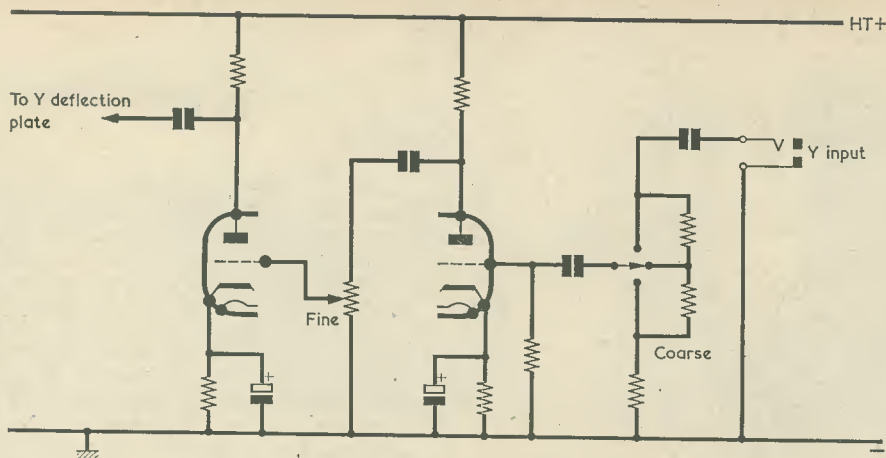 HT+
To Y deflection
plate
V
Y input
Fine
Coarse
+
+
−